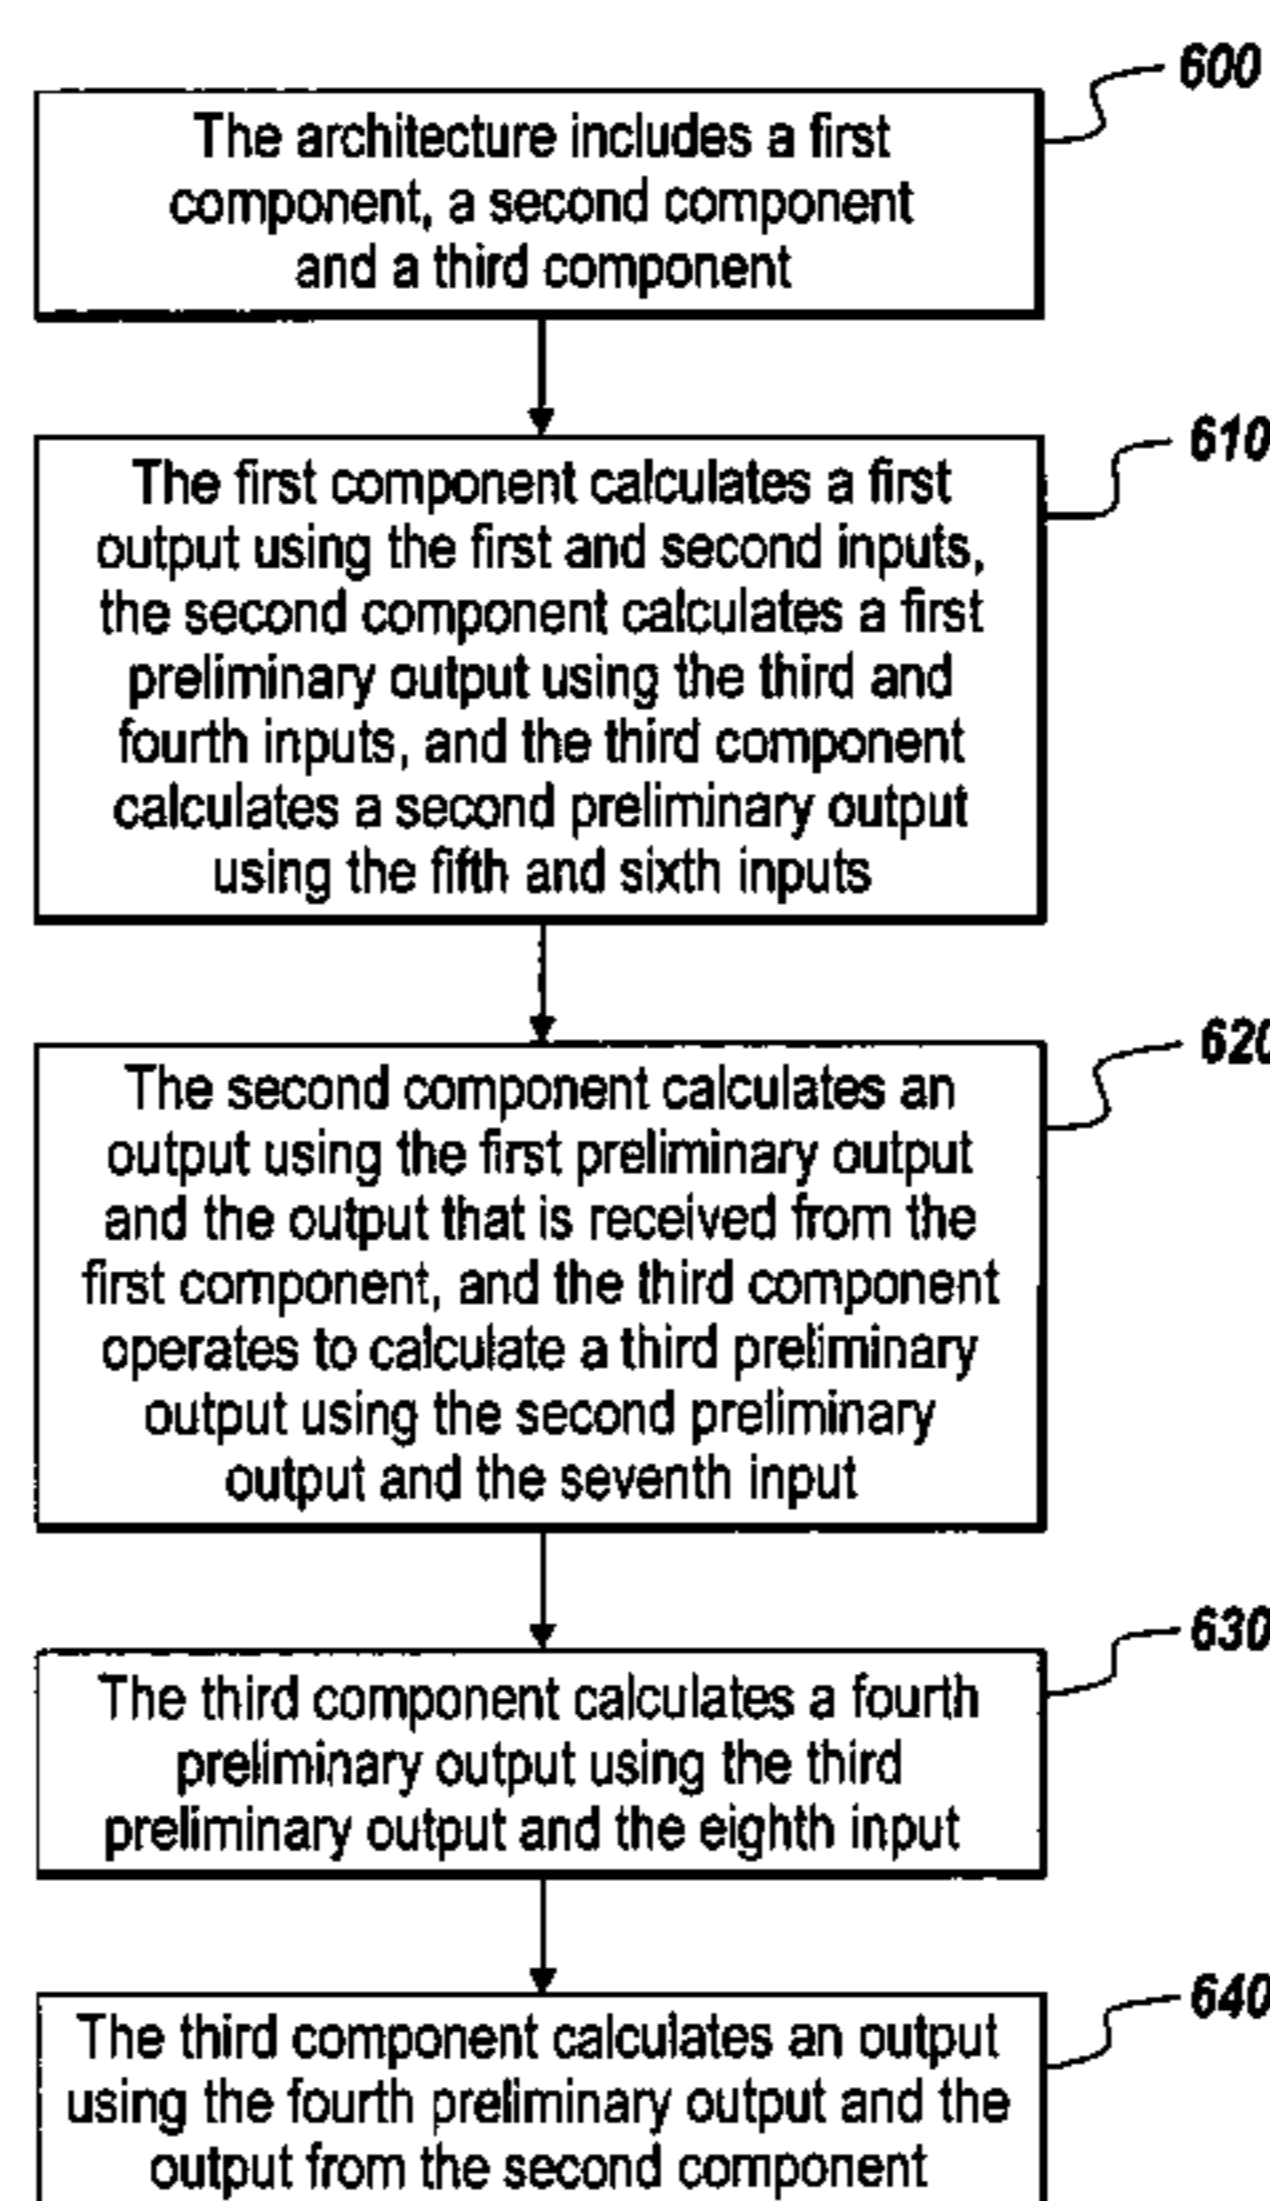 600
The architecture includes a first
component, a second component
and a third component
610
The first component calculates a first
output using the first and second inputs,
the second component calculates a first
preliminary output using the third and
fourth inputs, and the third component
calculates a second preliminary output
using the fifth and sixth inputs
620
The second component calculates an
output using the first preliminary output
and the output that is received from the
first component, and the third component
operates to calculate a third preliminary
output using the second preliminary
output and the seventh input
630
The third component calculates a fourth
preliminary output using the third
preliminary output and the eighth input
640
The third component calculates an output
using the fourth preliminary output and the
output from the second component